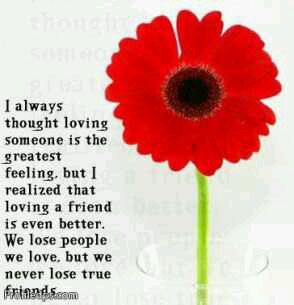 I always
thought loving
someone is the
greatest
feeling, but I
realized that
loving a friend
is even better.
We lose people
we love, but we
never lose true
friends.